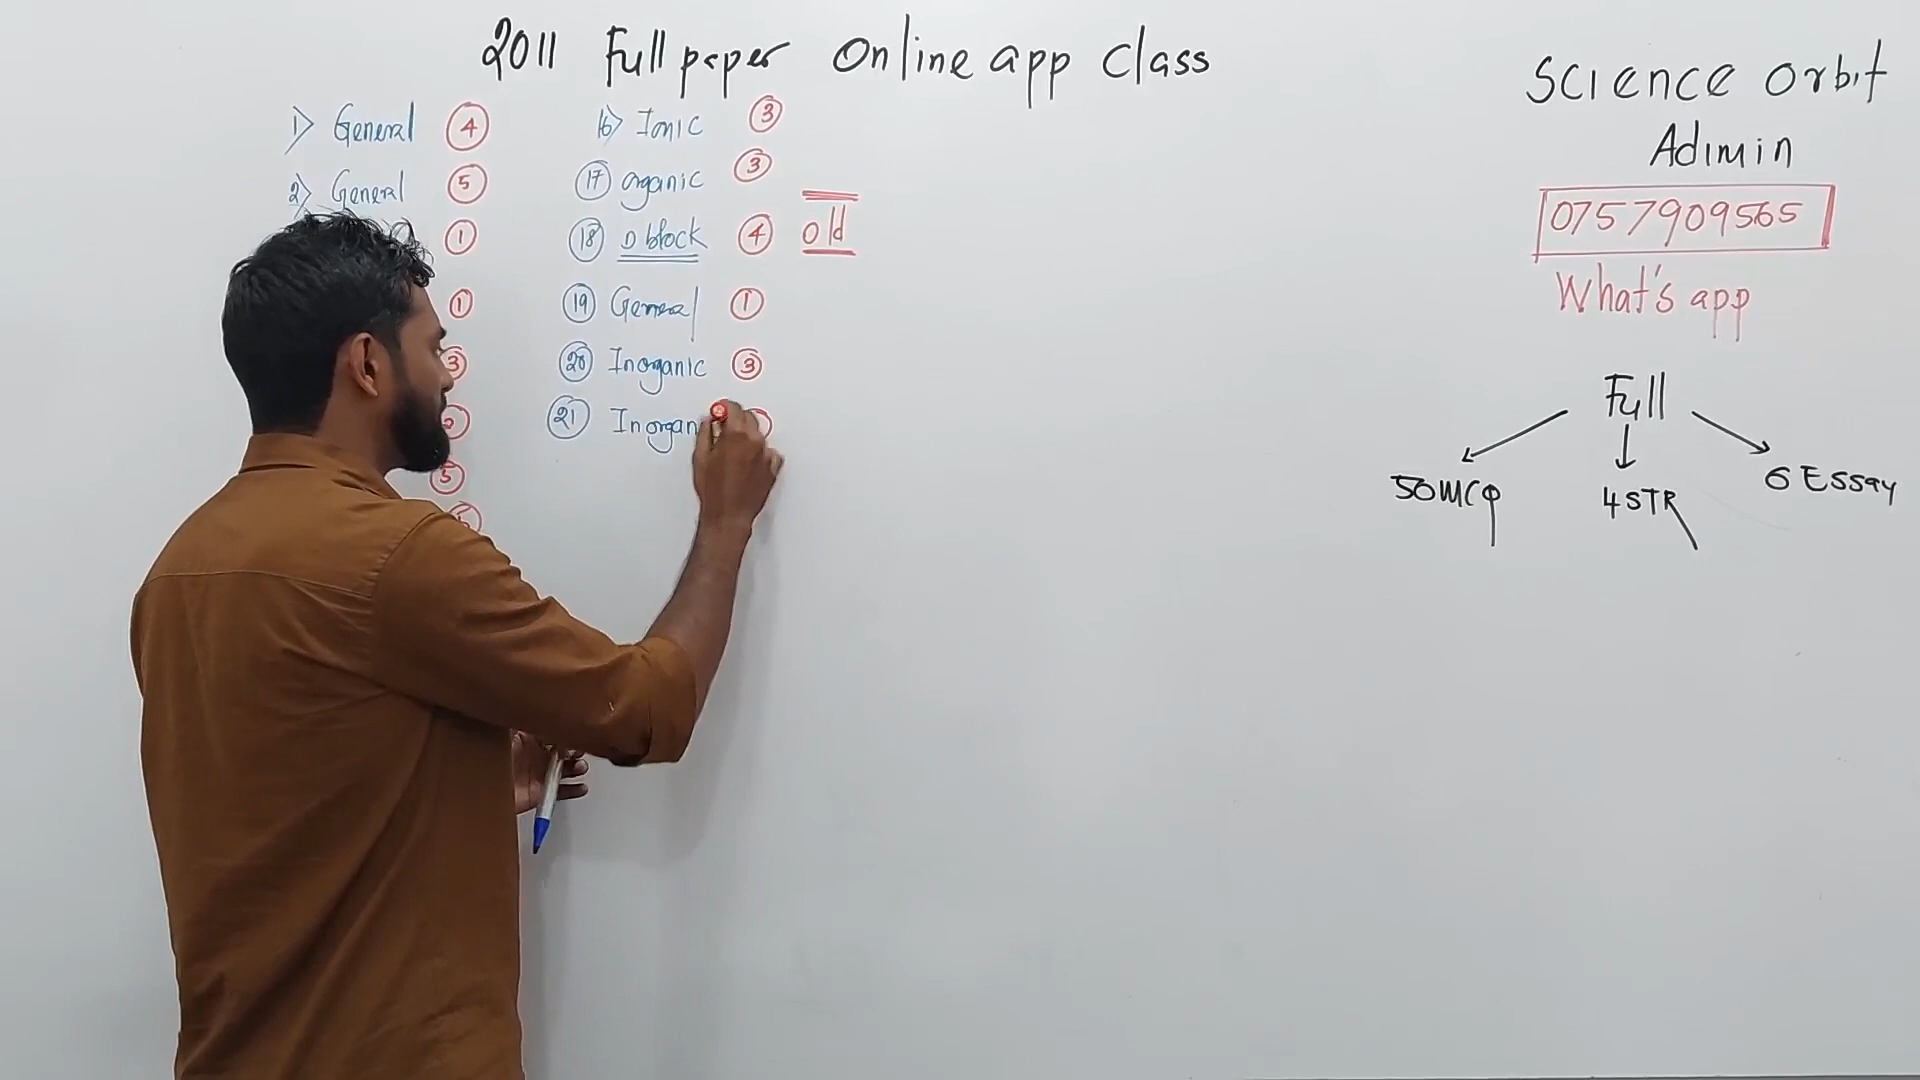 2011 Full paper Online app class
1) General 4
2) General 5
1
1
3
5
16) Ionic 3
17 aganic 3
18 D block 4 old
19 General 1
20 Inorganic 3
21 Inorgan
Science Orbit
Adimin
0757909565
What's app
Full
50MCQ 4STR 6 Essay